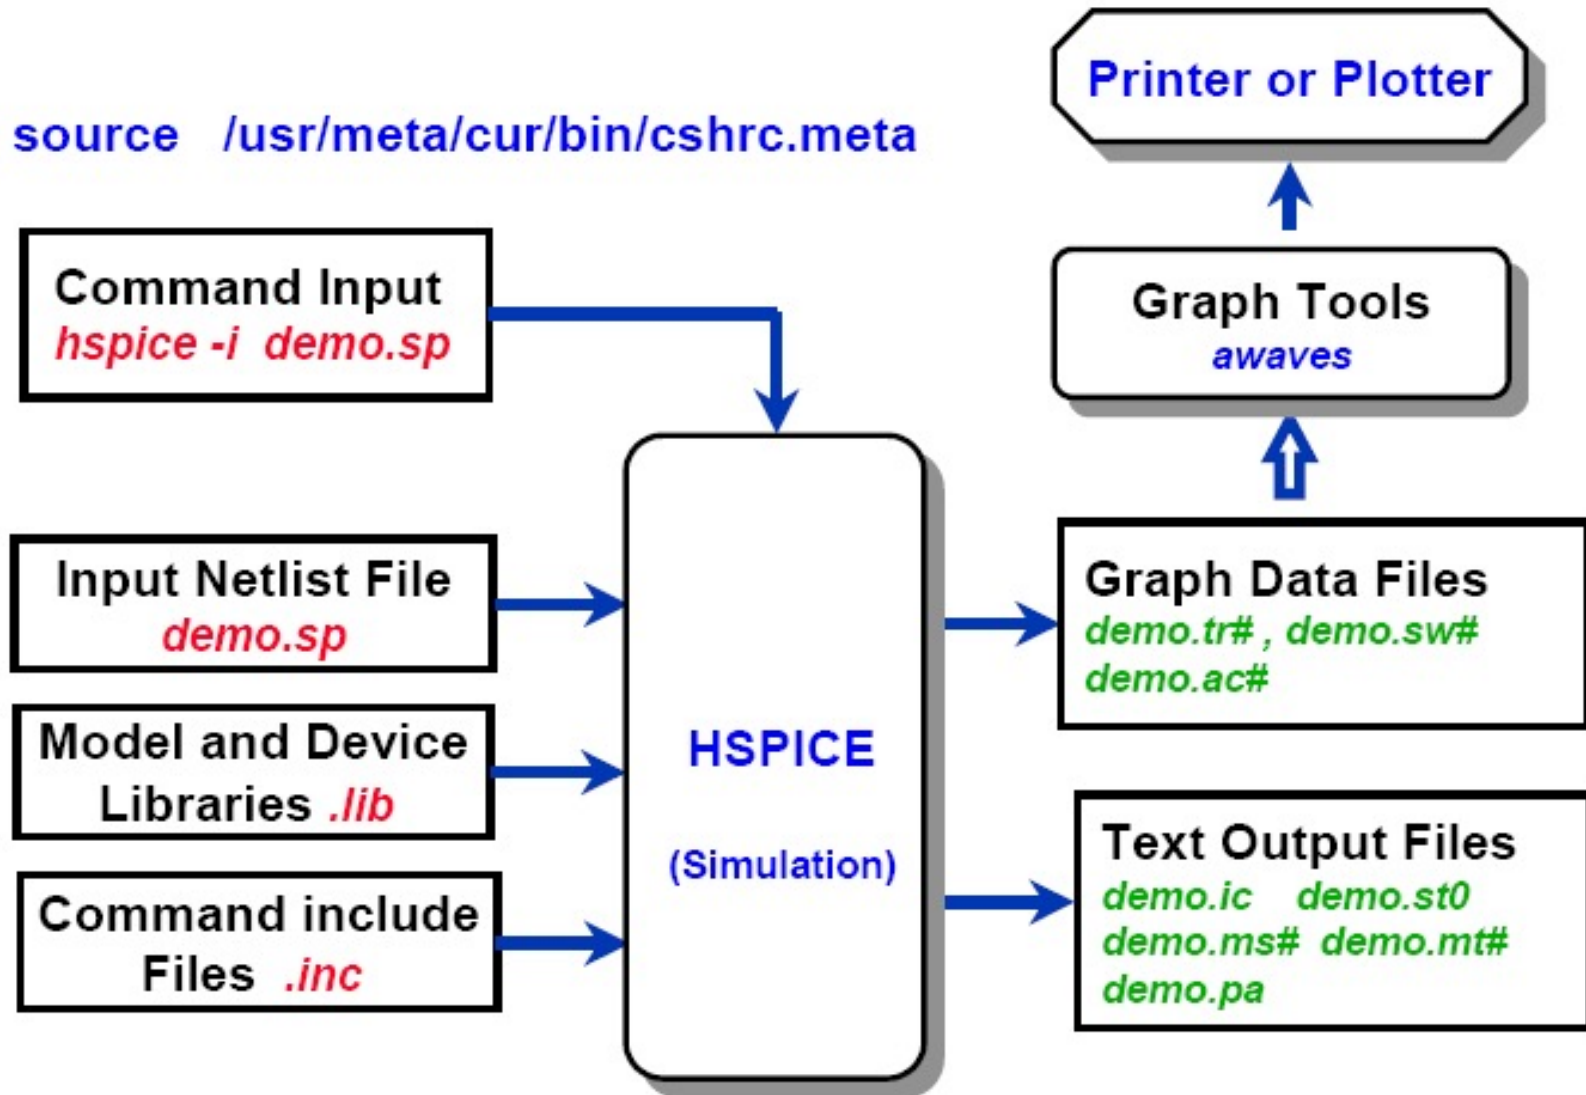 source /usr/meta/cur/bin/cshrc.meta
Printer or Plotter
Command Input
hspice -i demo.sp
Graph Tools
awaves
Input Netlist File
demo.sp
Model and Device
Libraries .lib
Command include
Files .inc
HSPICE
(Simulation)
Graph Data Files
demo.tr# , demo.sw#
demo.ac#
Text Output Files
demo.ic demo.st0
demo.ms# demo.mt#
demo.pa